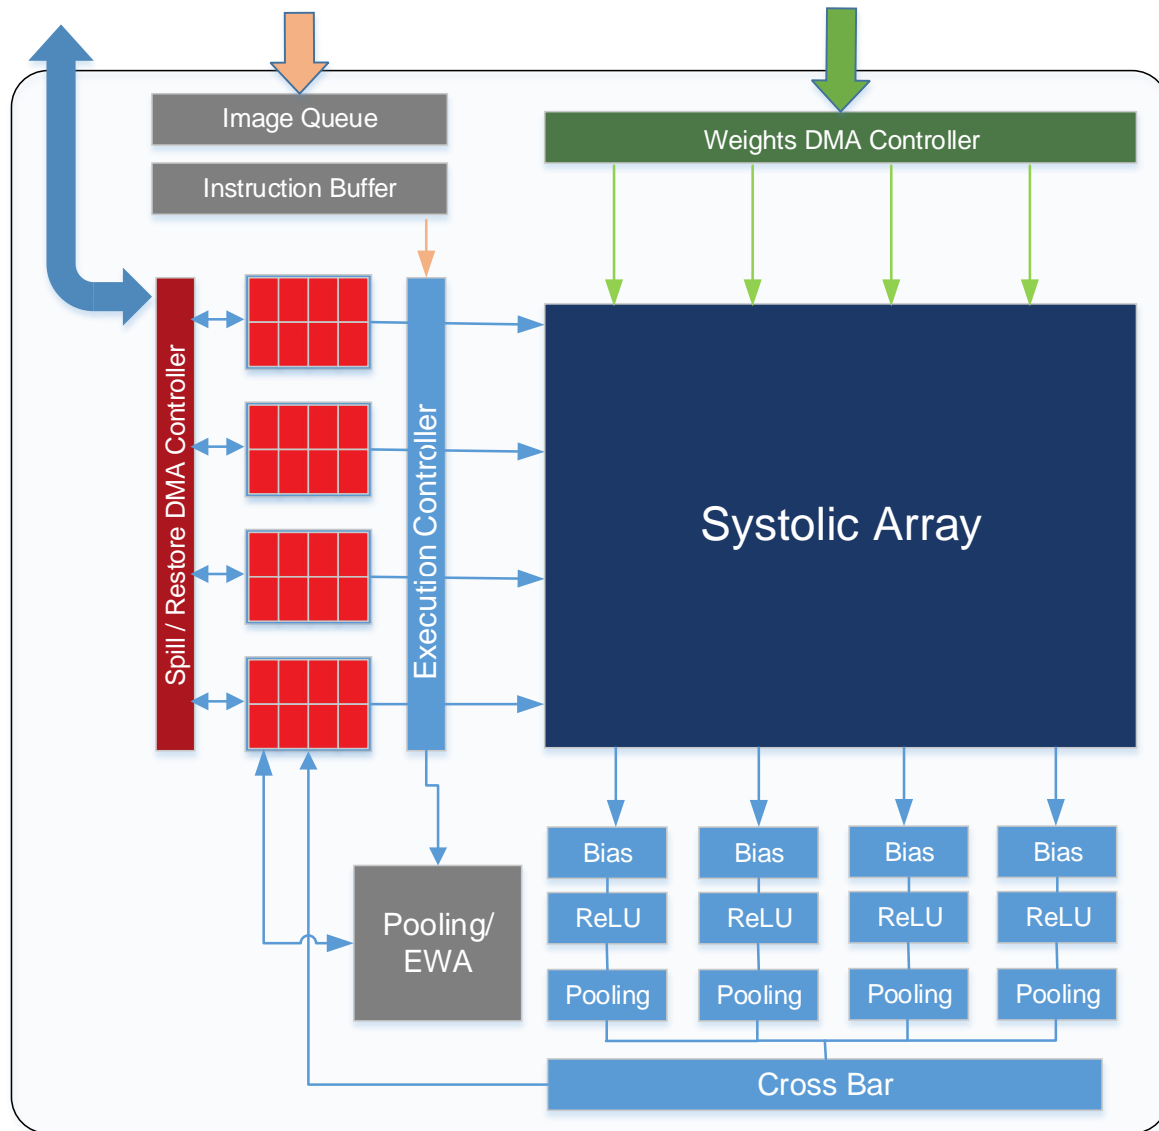 Image Queue
Weights DMA Controller
Instruction Buffer
Spill / Restore DMA Controller
Execution Controller
Systolic Array
Bias
Bias
Bias
Bias
ReLU
ReLU
ReLU
ReLU
Pooling/
EWA
Pooling
Pooling
Pooling
Pooling
Cross Bar